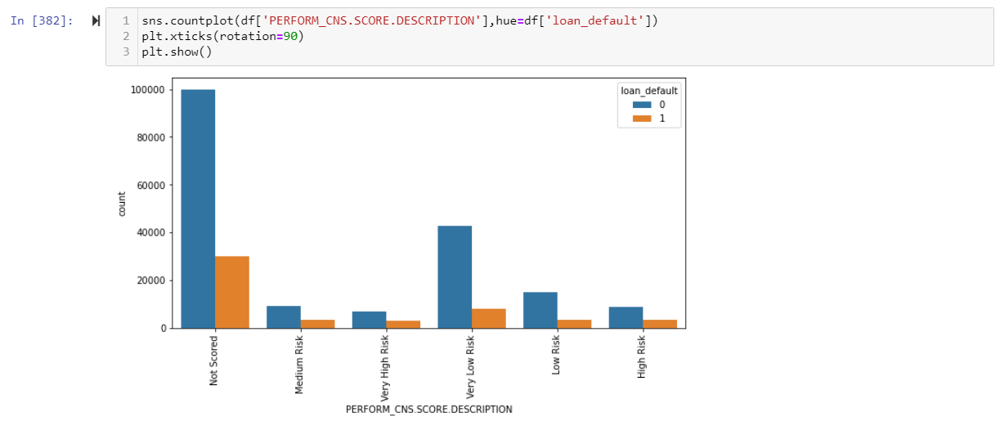 In [382]:
1 sns.countplot(df['PERFORM_CNS.SCORE.DESCRIPTION'],hue=df['loan_default'])
2 plt.xticks(rotation=90)
3 plt.show()
loan_default
0
1
100000
80000
60000
40000
20000
0
count
Not Scored
Medium Risk
Very High Risk
Very Low Risk
Low Risk
High Risk
PERFORM_CNS.SCORE.DESCRIPTION